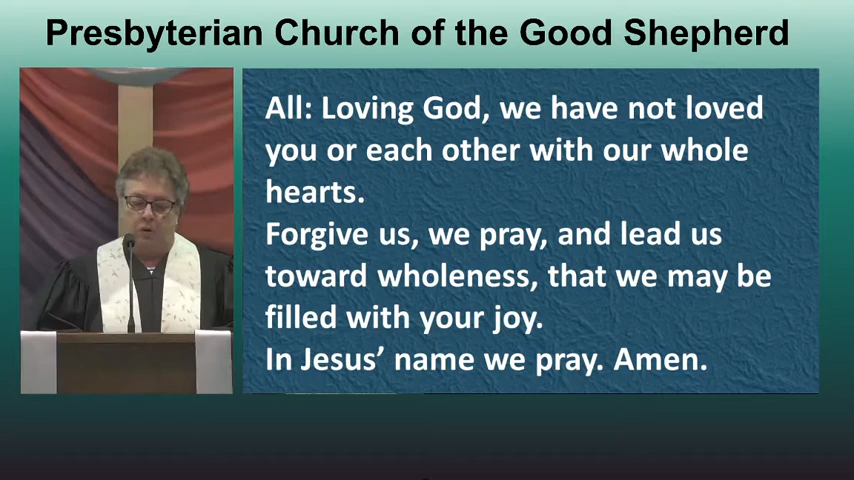 Presbyterian Church of the Good Shepherd
All: Loving God, we have not loved
you or each other with our whole
hearts.
Forgive us, we pray, and lead us
toward wholeness, that we may be
filled with your joy.
In Jesus’ name we pray. Amen.